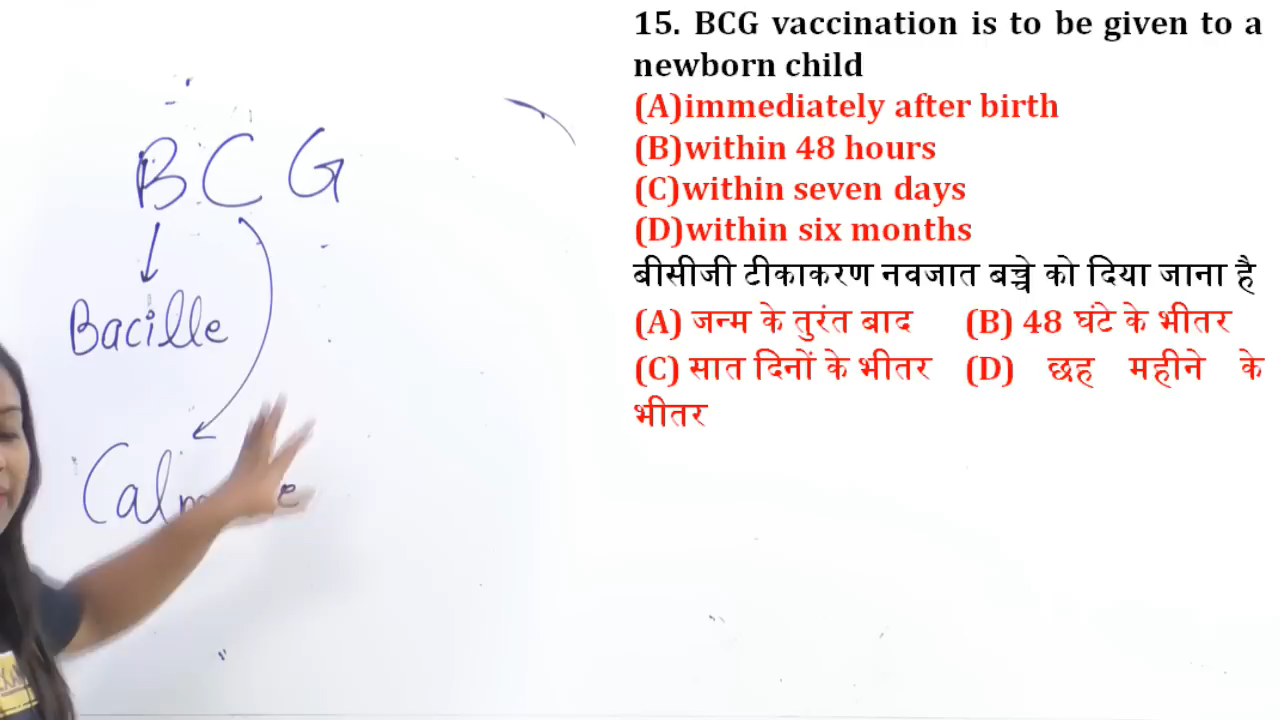 B C G
Bacille
15. BCG vaccination is to be given to a
newborn child
(A)immediately after birth
(B)within 48 hours
(C)within seven days
(D)within six months
बीसीजी टीकाकरण नवजात बच्चे को दिया जाना है
(A) जन्म के तुरंत बाद (B) 48 घंटे के भीतर
(C) सात दिनों के भीतर (D) छह महीने के
भीतर